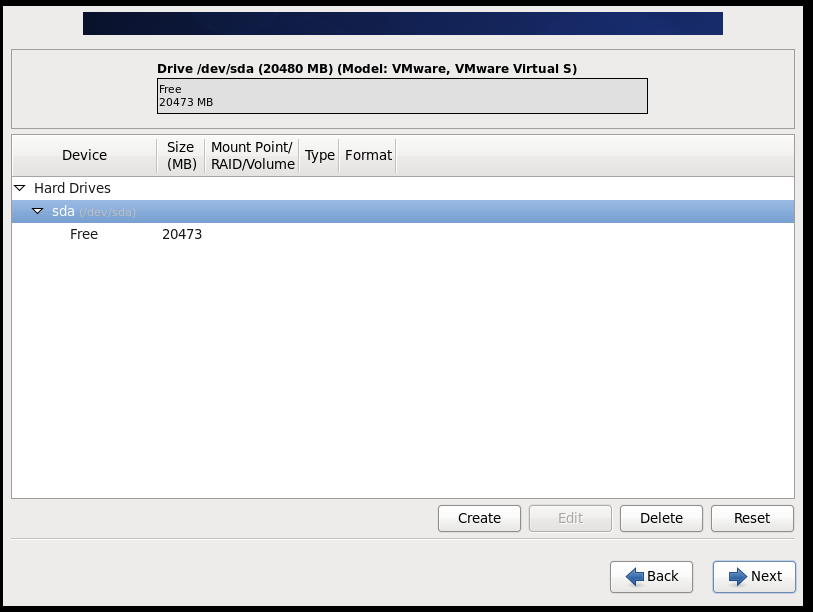 Drive /dev/sda (20480 MB) (Model: VMware, VMware Virtual S)
Free
20473 MB
Device
Size
(MB)
Mount Point/
RAID/Volume
Type
Format
Hard Drives
sda (/dev/sda)
Free 20473
Create
Edit
Delete
Reset
Back
Next